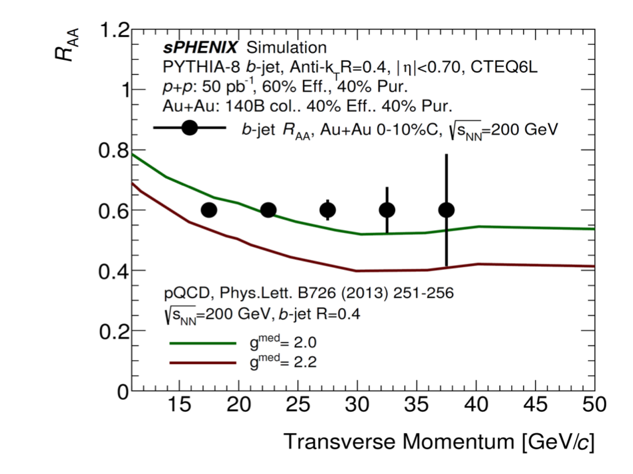 R_AA
1.2
sPHENIX Simulation
PYTHIA-8 b-jet, Anti-k_T R=0.4, |η|<0.70, CTEQ6L
p+p: 50 pb⁻¹, 60% Eff., 40% Pur.
1
Au+Au: 140B col.. 40% Eff.. 40% Pur.
b-jet R_AA, Au+Au 0-10%C, √s_NN=200 GeV
0.8
0.6
0.4
pQCD, Phys.Lett. B726 (2013) 251-256
√s_NN=200 GeV, b-jet R=0.4
0.2
g^med= 2.0
g^med= 2.2
0
15 20 25 30 35 40 45 50
Transverse Momentum [GeV/c]